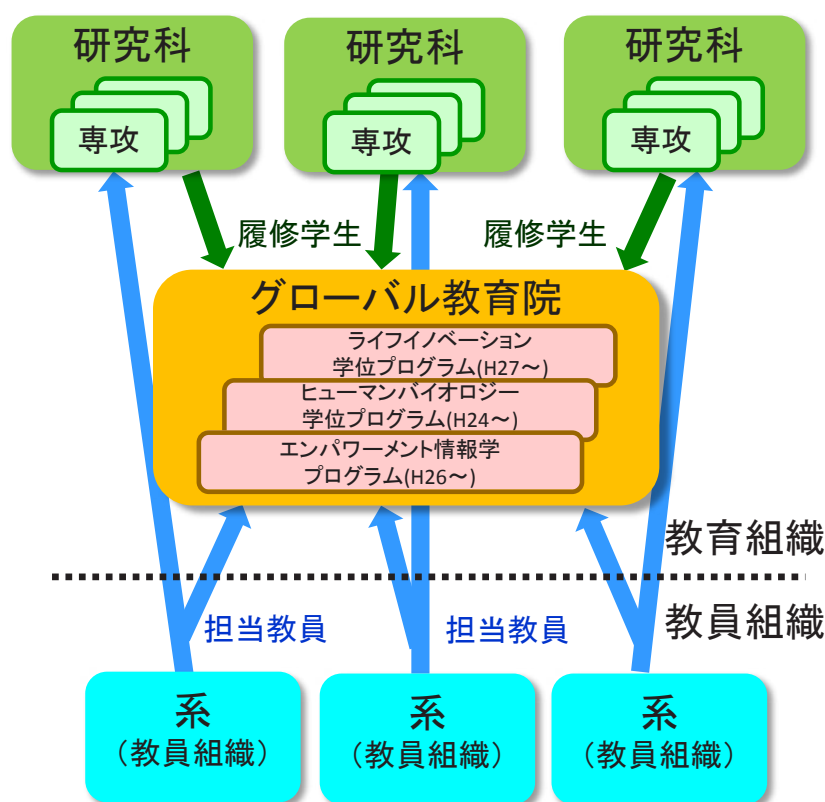 研究科
研究科
研究科
専攻
専攻
専攻
履修学生
履修学生
グローバル教育院
ライフイノベーション
学位プログラム(H27～)
ヒューマンバイオロジー
学位プログラム(H24～)
エンパワーメント情報学
プログラム(H26～)
教育組織
教員組織
担当教員
担当教員
系
（教員組織）
系
（教員組織）
系
（教員組織）